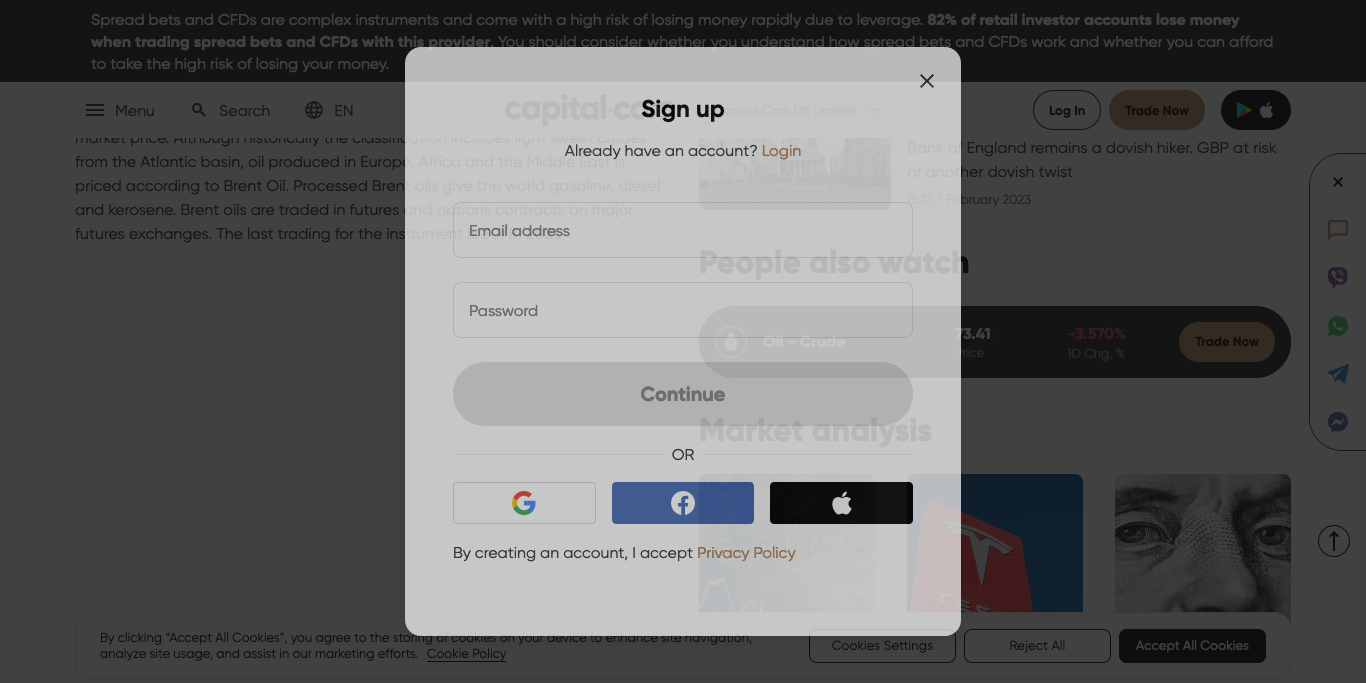 Spread bets and CFDs are complex instruments and come with a high risk of losing money rapidly due to leverage. 82% of retail investor accounts lose money
when trading spread bets and CFDs with this provider. You should consider whether you understand how spread bets and CFDs work and whether you can afford
to take the high risk of losing your money.
Menu
Search
EN
capital.co
Capital Com UK Limited
Log In
Trade Now
market price. Although historically the classification includes light sweet crudes
from the Atlantic basin, oil produced in Europe, Africa and the Middle East is
priced according to Brent Oil. Processed Brent oils give the world gasoline, diesel
and kerosene. Brent oils are traded in futures and options contracts on major
futures exchanges. The last trading for the instrument
Sign up
Already have an account? Login
Email address
Password
Continue
OR
By creating an account, I accept Privacy Policy
Bank of England remains a dovish hiker. GBP at risk
of another dovish twist
15:13, 1 February 2023
People also watch
Oil - Crude
73.41
Price
-3.570%
1D Chg, %
Trade Now
Market analysis
TESL
By clicking “Accept All Cookies”, you agree to the storing of cookies on your device to enhance site navigation,
analyze site usage, and assist in our marketing efforts. Cookie Policy
Cookies Settings
Reject All
Accept All Cookies